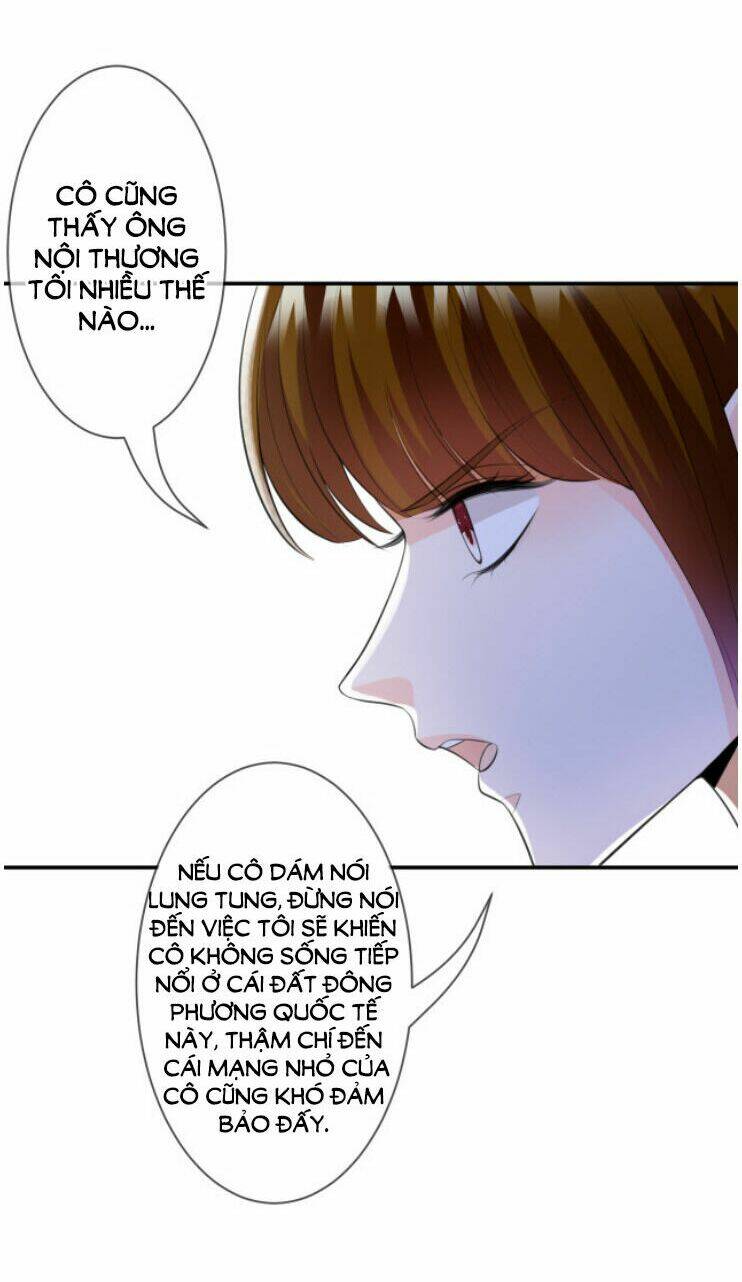 CÔ CŨNG
THẤY ÔNG
NỘI THƯƠNG
TÔI NHIỀU THẾ
NÀO...
NẾU CÔ DÁM NÓI
LUNG TUNG, ĐỪNG NÓI
ĐẾN VIỆC TÔI SẼ KHIẾN
CÔ KHÔNG SỐNG TIẾP
NỔI Ở CÁI ĐẤT ĐÔNG
PHƯƠNG QUỐC TẾ
NÀY, THẬM CHÍ ĐẾN
CÁI MẠNG NHỎ CỦA
CÔ CŨNG KHÓ ĐẢM
BẢO ĐẤY.